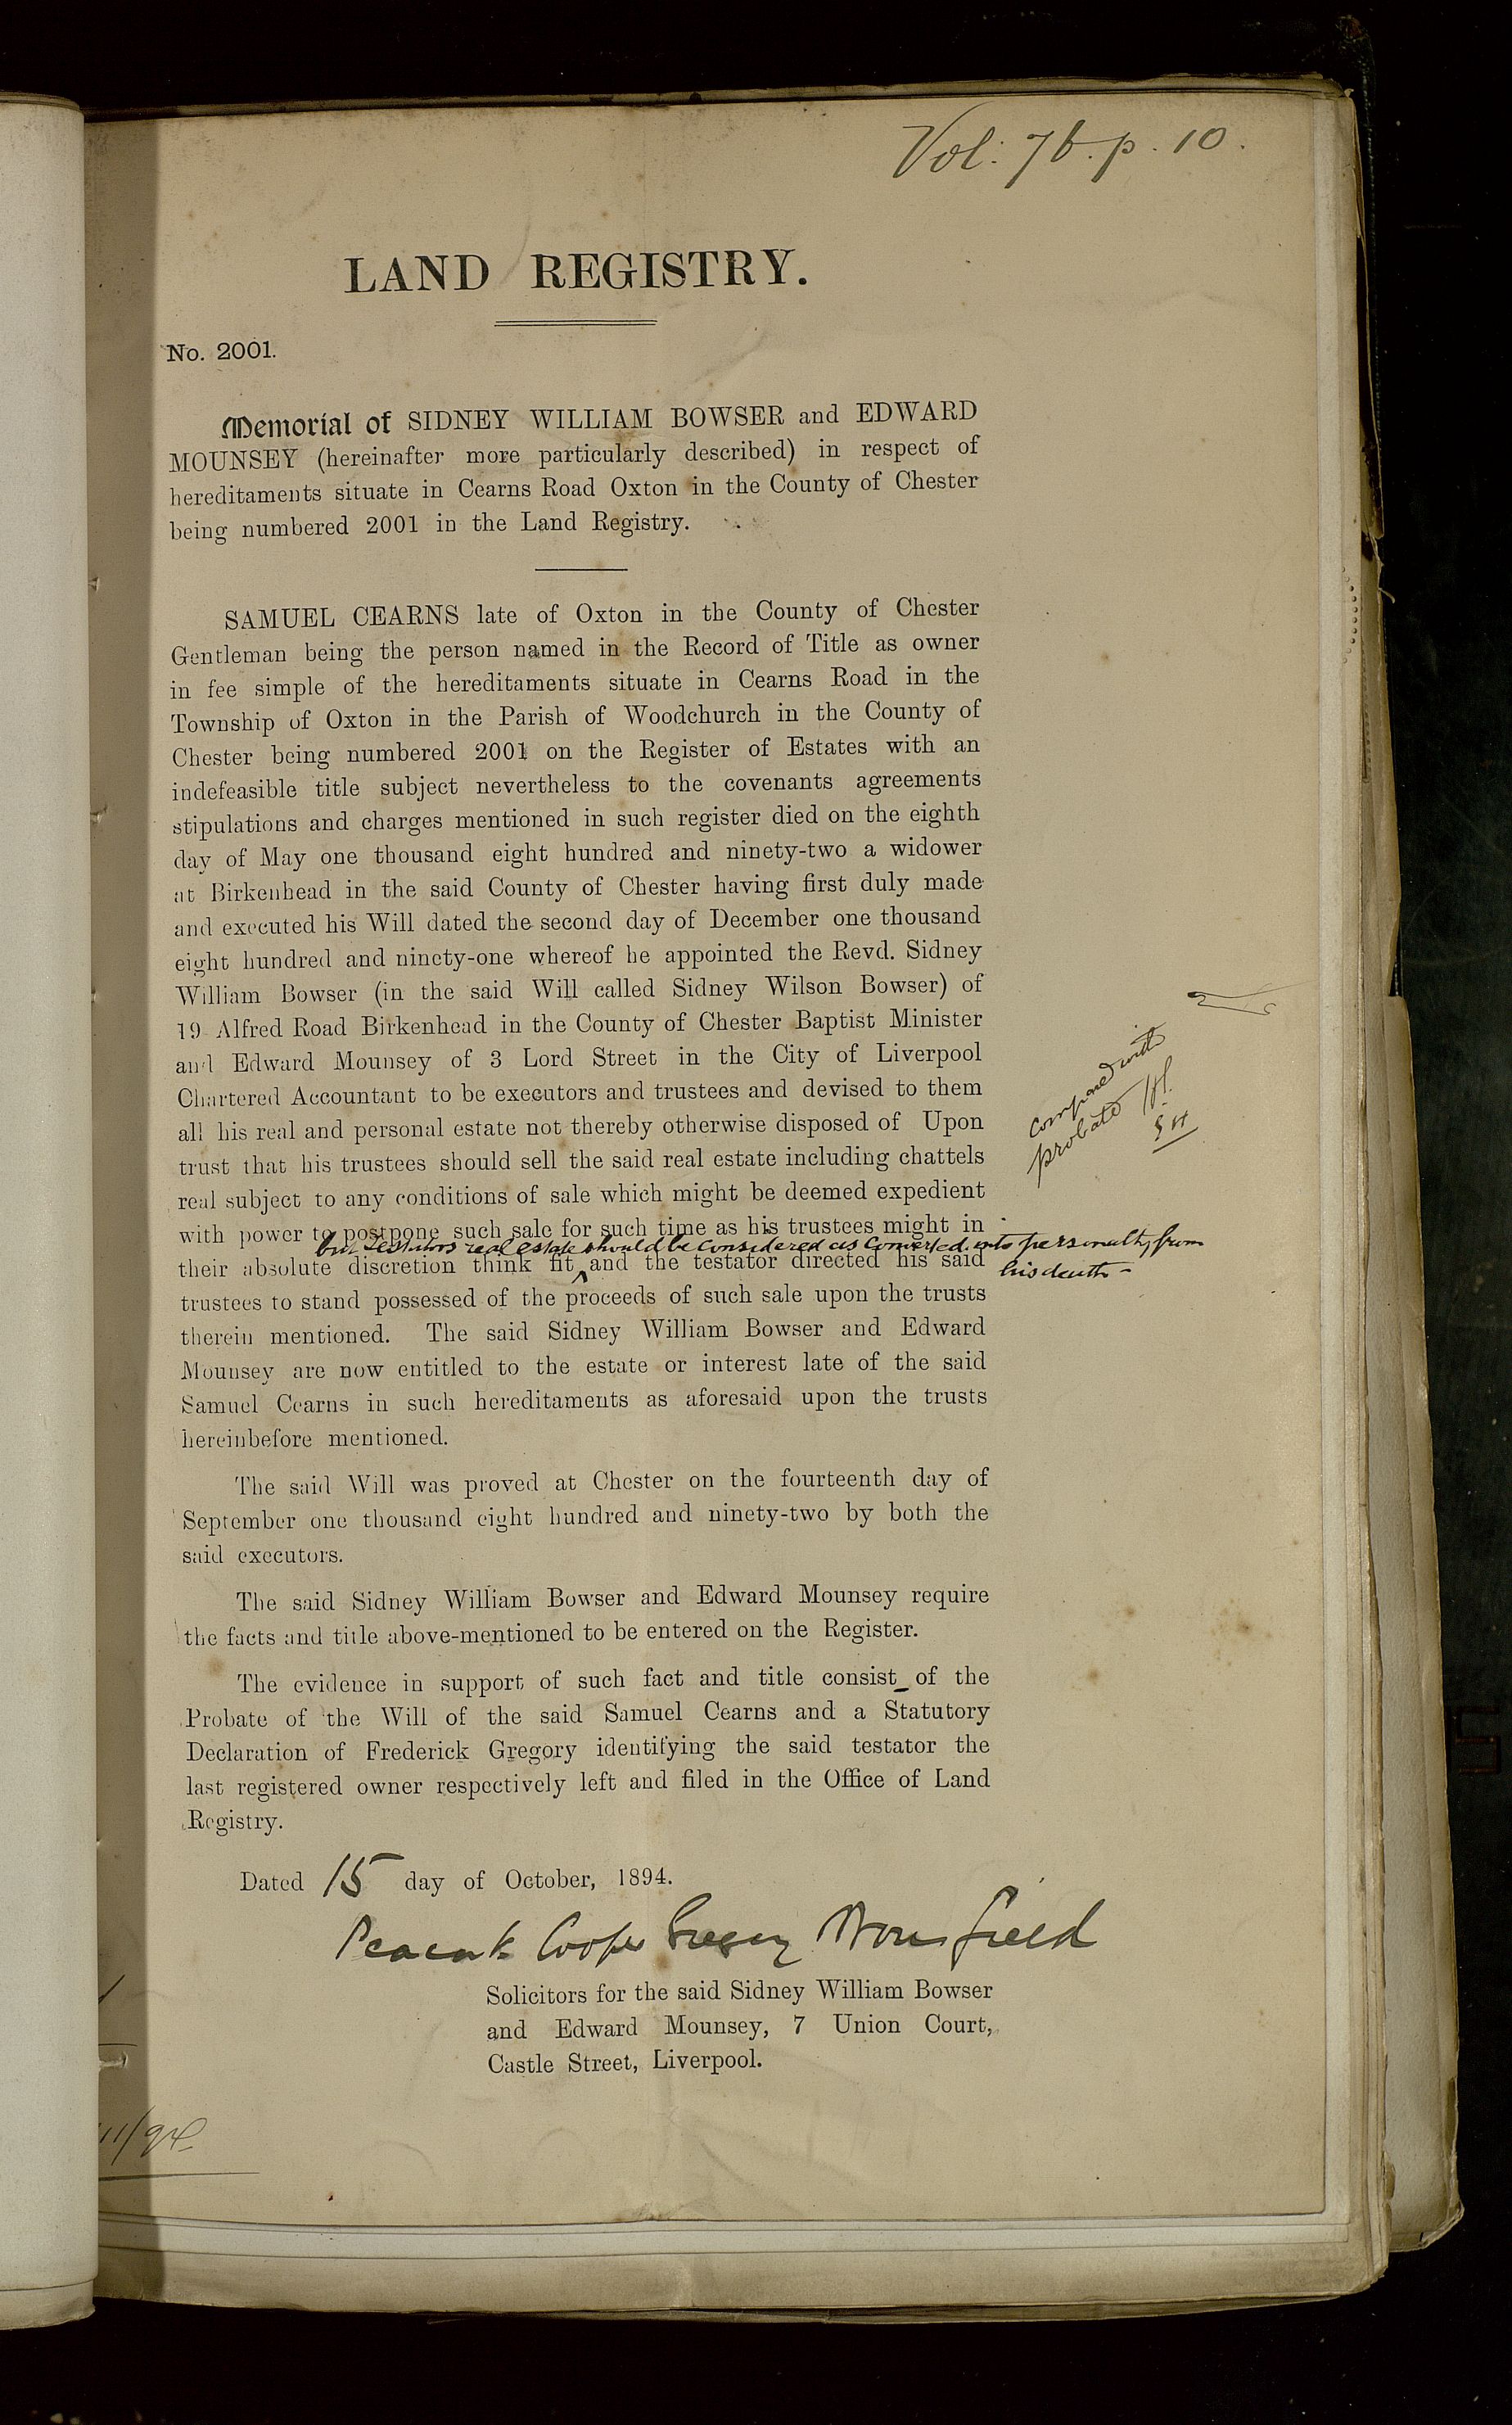 Vol: 76. p. 10.
LAND REGISTRY.
No. 2001.
Memorial of SIDNEY WILLIAM BOWSER and EDWARD
MOUNSEY (hereinafter more particularly described) in respect of
hereditaments situate in Cearns Road Oxton in the County of Chester
being numbered 2001 in the Land Registry.
SAMUEL CEARNS late of Oxton in the County of Chester
Gentleman being the person named in the Record of Title as owner
in fee simple of the hereditaments situate in Cearns Road in the
Township of Oxton in the Parish of Woodchurch in the County of
Chester being numbered 2001 on the Register of Estates with an
indefeasible title subject nevertheless to the covenants agreements
stipulations and charges mentioned in such register died on the eighth
day of May one thousand eight hundred and ninety-two a widower
at Birkenhead in the said County of Chester having first duly made
and executed his Will dated the second day of December one thousand
eight hundred and ninety-one whereof he appointed the Revd. Sidney
William Bowser (in the said Will called Sidney Wilson Bowser) of
19 Alfred Road Birkenhead in the County of Chester Baptist Minister
and Edward Mounsey of 3 Lord Street in the City of Liverpool
Chartered Accountant to be executors and trustees and devised to them
all his real and personal estate not thereby otherwise disposed of Upon
trust that his trustees should sell the said real estate including chattels
real subject to any conditions of sale which might be deemed expedient
with power to postpone such sale for such time as his trustees might in
but Testators real estate should be considered as converted into personalty from
his death -
their absolute discretion think fit and the testator directed his said
trustees to stand possessed of the proceeds of such sale upon the trusts
therein mentioned. The said Sidney William Bowser and Edward
Mounsey are now entitled to the estate or interest late of the said
Samuel Cearns in such hereditaments as aforesaid upon the trusts
hereinbefore mentioned.
compared with
probate
The said Will was proved at Chester on the fourteenth day of
September one thousand eight hundred and ninety-two by both the
said executors.
The said Sidney William Bowser and Edward Mounsey require
the facts and title above-mentioned to be entered on the Register.
The evidence in support of such fact and title consist of the
Probate of the Will of the said Samuel Cearns and a Statutory
Declaration of Frederick Gregory identifying the said testator the
last registered owner respectively left and filed in the Office of Land
Registry.
Dated 15 day of October, 1894.
Peacock Cooper Gregory
Solicitors for the said Sidney William Bowser
and Edward Mounsey, 7 Union Court,
Castle Street, Liverpool.
11/94